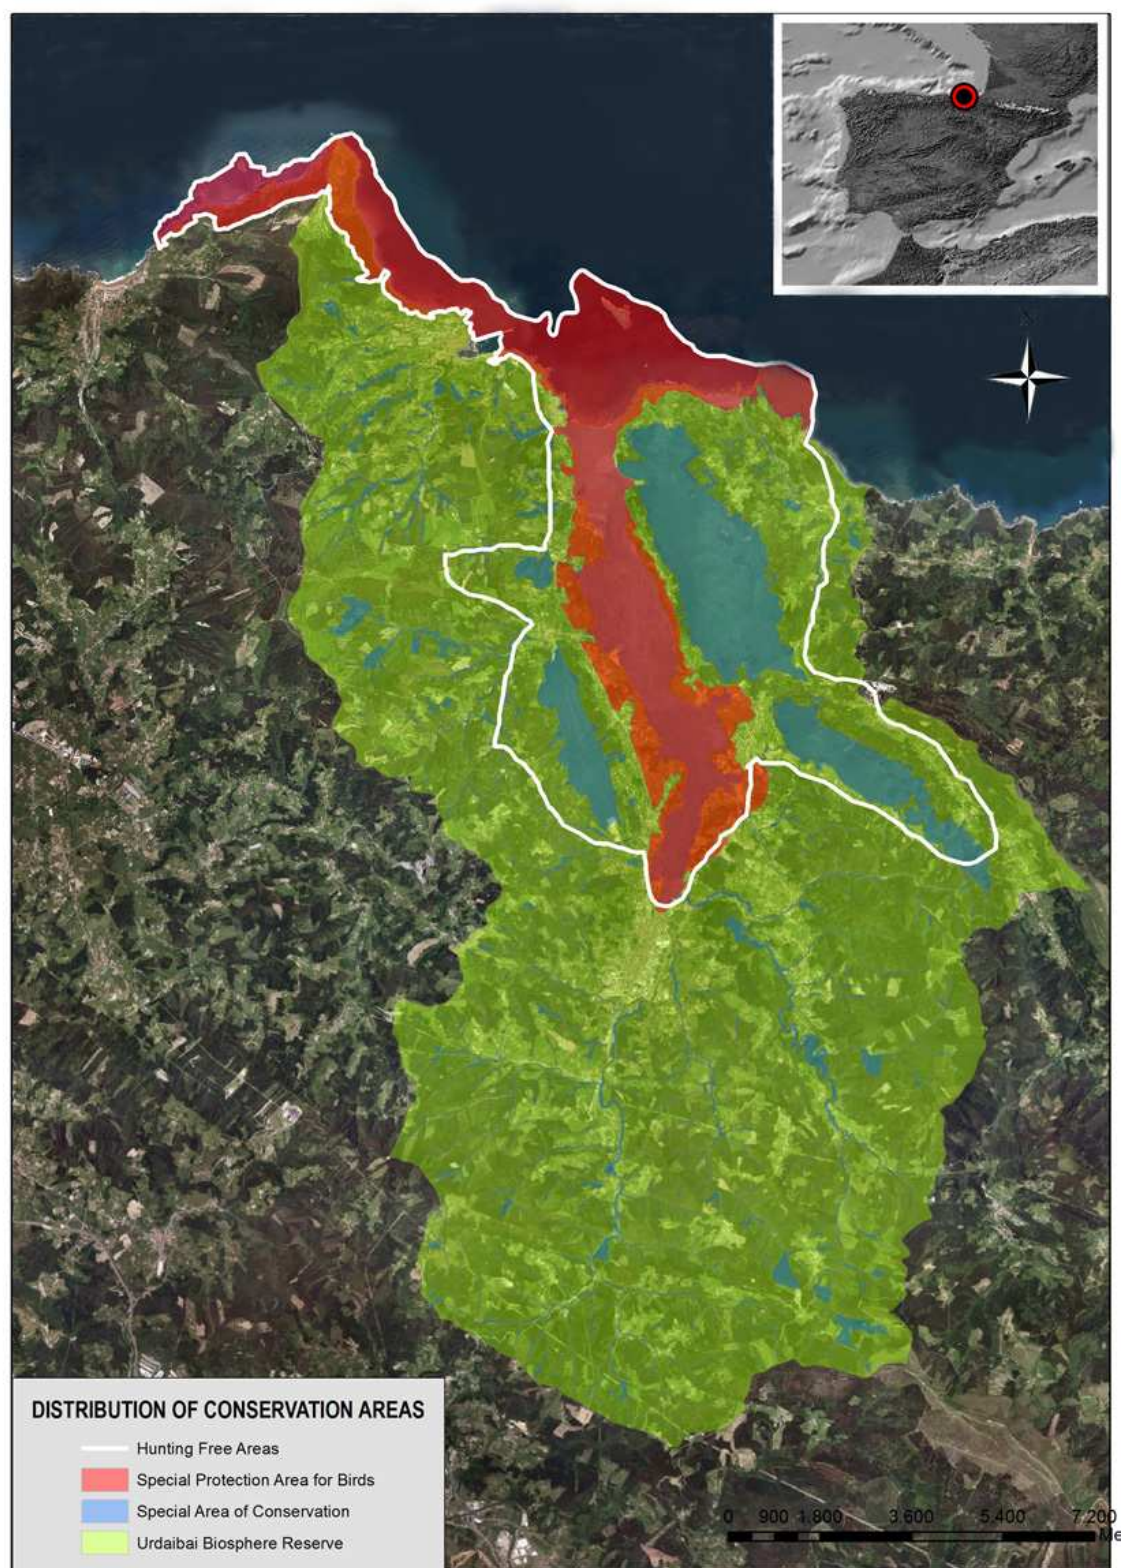 DISTRIBUTION OF CONSERVATION AREAS
Hunting Free Areas
Special Protection Area for Birds
Special Area of Conservation
Urdaibai Biosphere Reserve
0 900 1,800 3,600 5,400 7,200
Me